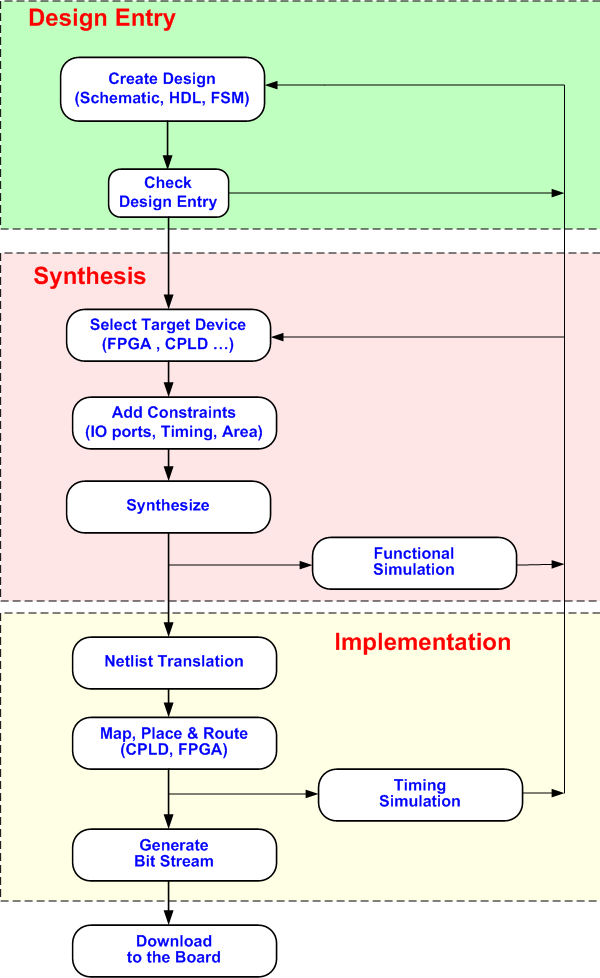 Design Entry
Create Design
(Schematic, HDL, FSM)
Check
Design Entry
Synthesis
Select Target Device
(FPGA , CPLD ...)
Add Constraints
(IO ports, Timing, Area)
Synthesize
Functional
Simulation
Implementation
Netlist Translation
Map, Place & Route
(CPLD, FPGA)
Timing
Simulation
Generate
Bit Stream
Download
to the Board